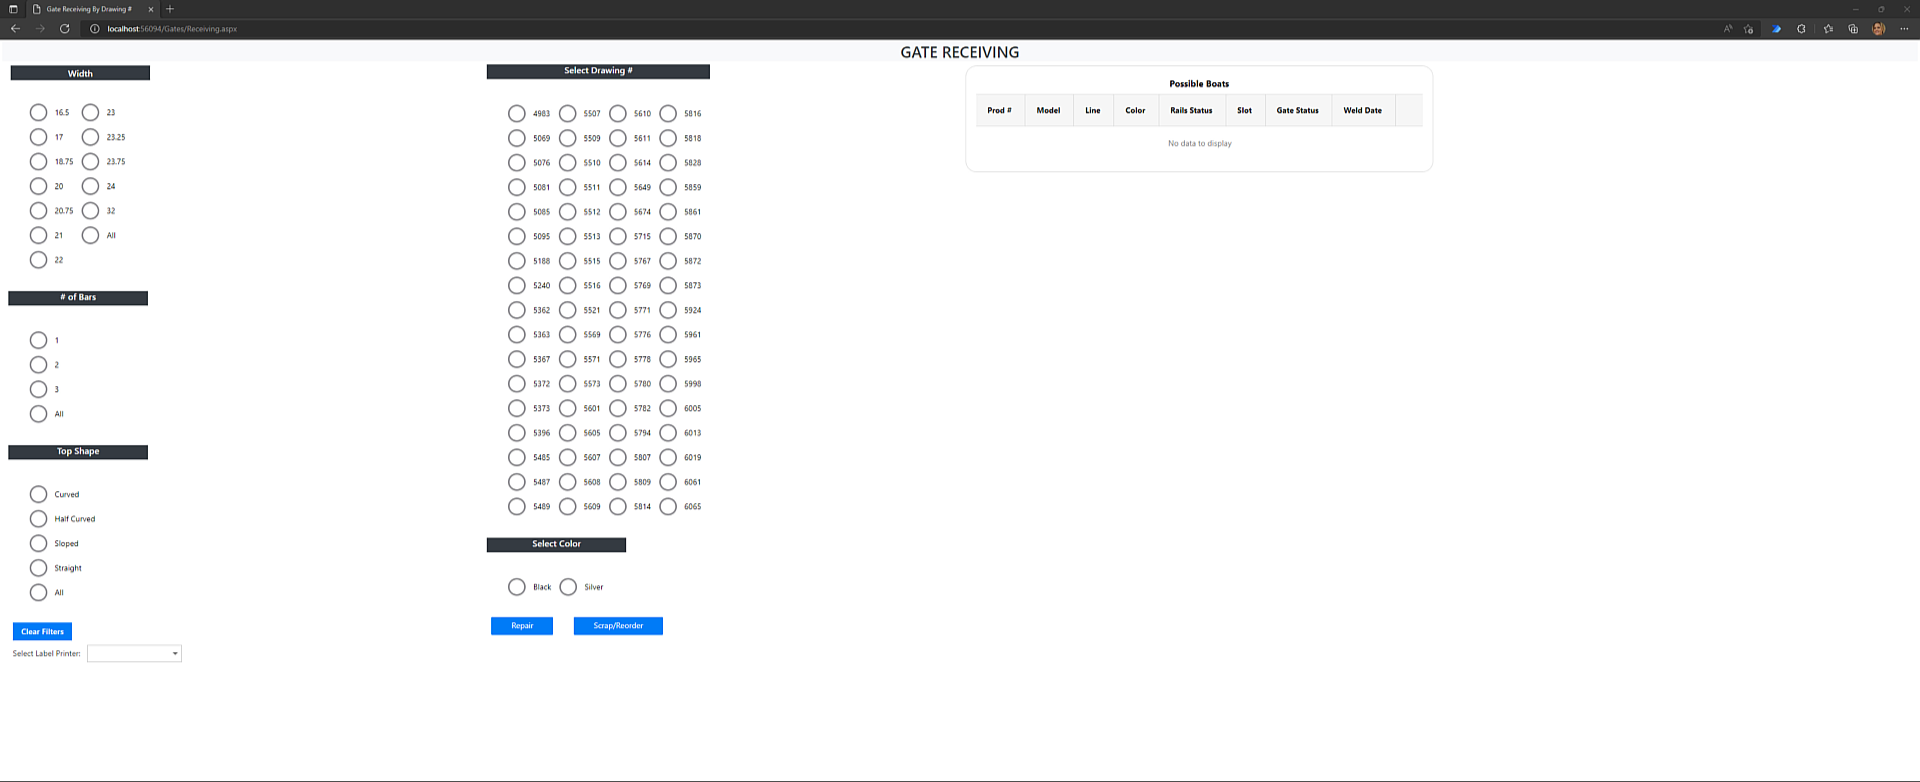 Gate Receiving By Drawing #
localhost:56094/Gates/Receiving.aspx
GATE RECEIVING
Width
16.5 23
17 23.25
18.75 23.75
20 24
20.75 32
21 All
22
# of Bars
1
2
3
All
Top Shape
Curved
Half Curved
Sloped
Straight
All
Clear Filters
Select Label Printer:
Select Drawing #
4983 5507 5610 5816
5069 5509 5611 5818
5076 5510 5614 5828
5081 5511 5649 5859
5085 5512 5674 5861
5095 5513 5715 5870
5188 5515 5767 5872
5240 5516 5769 5873
5362 5521 5771 5924
5363 5569 5776 5961
5367 5571 5778 5965
5372 5573 5780 5998
5373 5601 5782 6005
5396 5605 5794 6013
5485 5607 5807 6019
5487 5608 5809 6061
5489 5609 5814 6065
Select Color
Black Silver
Repair Scrap/Reorder
Possible Boats
Prod # Model Line Color Rails Status Slot Gate Status Weld Date
No data to display